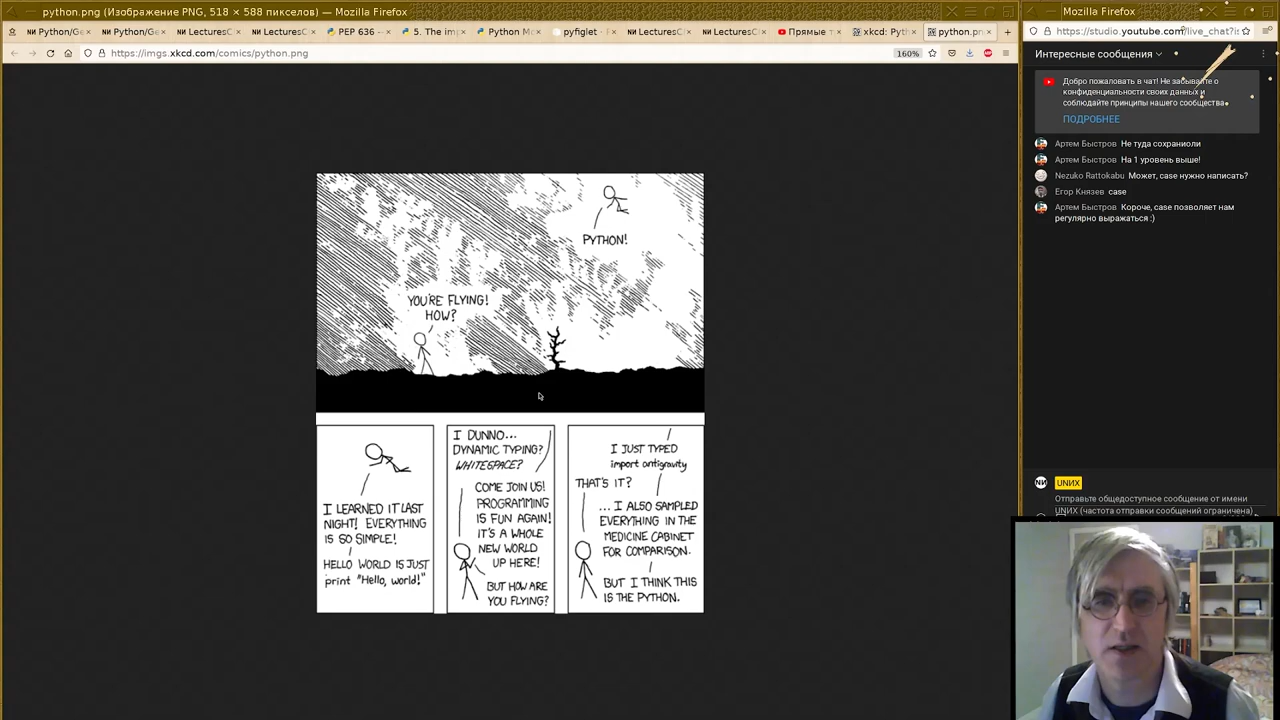 python.png (Изображение PNG, 518 × 588 пикселов) — Mozilla Firefox
Mozilla Firefox
Python/Ge
Python/Ge
LecturesC
LecturesC
PEP 636 -
5. The imp
Python M
pyfiglet -
LecturesC
LecturesC
Прямые т
xkcd: Pyth
python.png
https://imgs.xkcd.com/comics/python.png
160%
https://studio.youtube.com/live_chat?is
Интересные сообщения
Добро пожаловать в чат! Не забывайте о
конфиденциальности своих данных и
соблюдайте принципы нашего сообщества.
ПОДРОБНЕЕ
Артем Быстров Не туда сохраниоли
Артем Быстров На 1 уровень выше!
Nezuko Rattokabu Может, case нужно написать?
Егор Князев case
Артем Быстров Короче, case позволяет нам
регулярно выражаться :)
UNИX
Отправьте общедоступное сообщение от имени
UNИX (частота отправки сообщений ограничена)
PYTHON!
YOU'RE FLYING!
HOW?
I LEARNED IT LAST
NIGHT! EVERYTHING
IS SO SIMPLE!
HELLO WORLD IS JUST
print "Hello, world!"
I DUNNO...
DYNAMIC TYPING?
WHITESPACE?
COME JOIN US!
PROGRAMMING
IS FUN AGAIN!
IT'S A WHOLE
NEW WORLD
UP HERE!
BUT HOW ARE
YOU FLYING?
I JUST TYPED
import antigravity
THAT'S IT?
... I ALSO SAMPLED
EVERYTHING IN THE
MEDICINE CABINET
FOR COMPARISON.
BUT I THINK THIS
IS THE PYTHON.